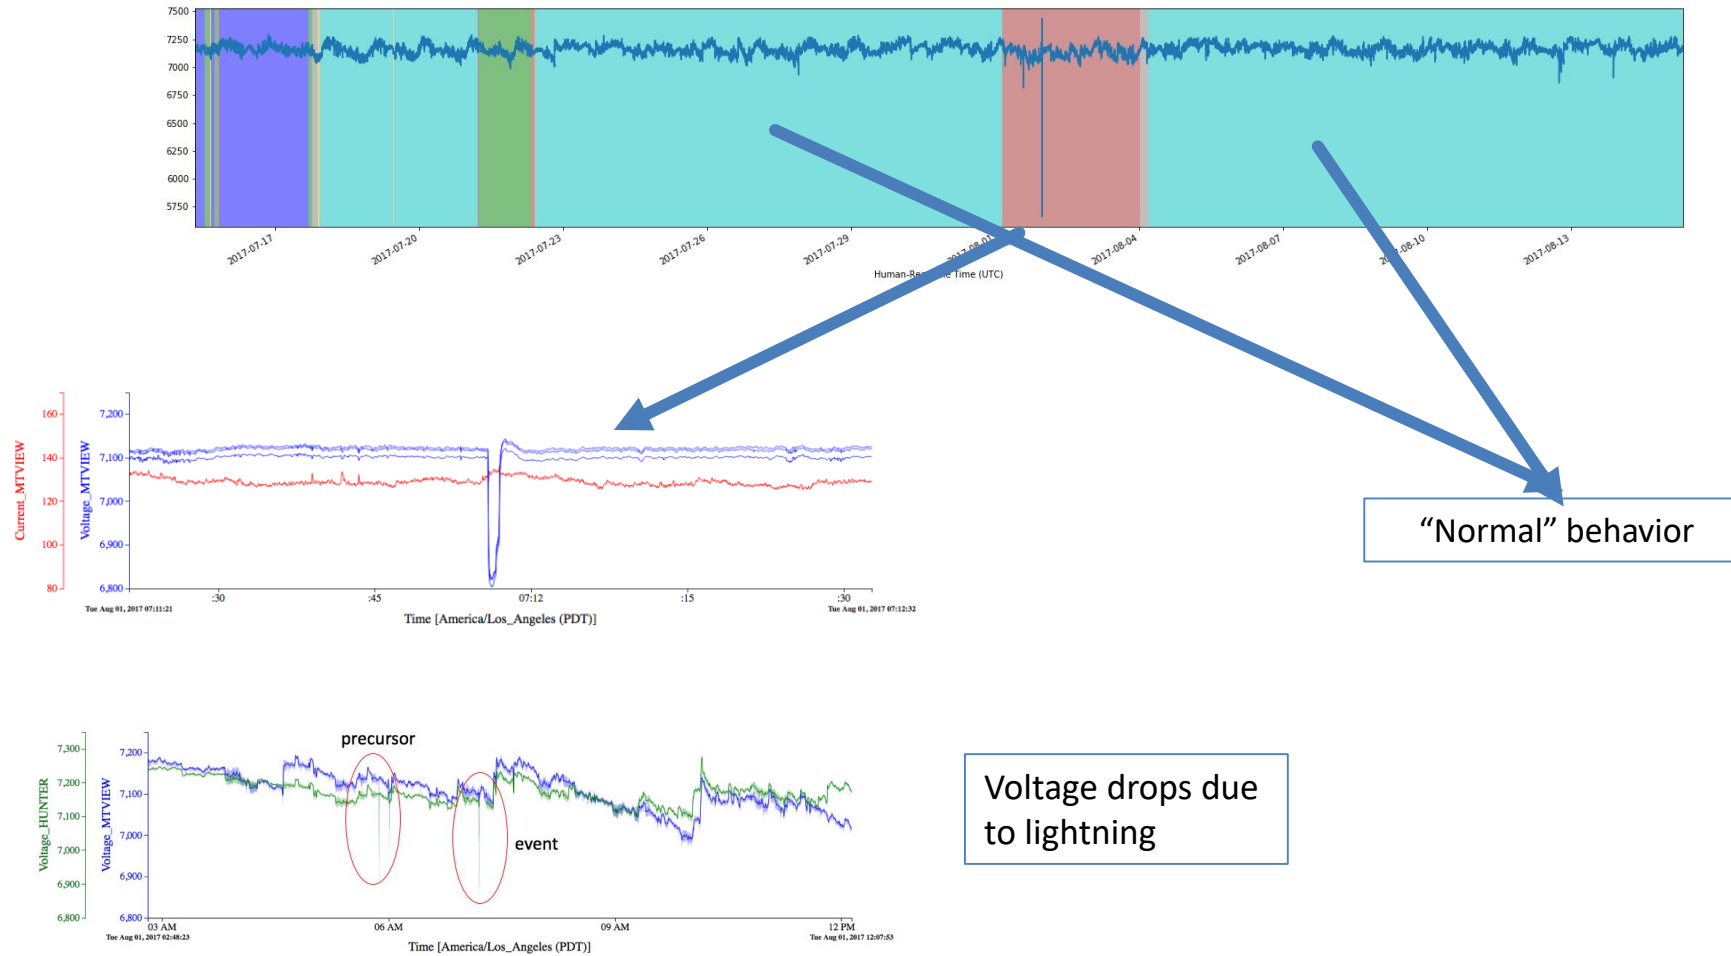 7500
7250
7000
6750
6500
6250
6000
5750
2017-07-17
2017-07-20
2017-07-23
2017-07-26
2017-07-29
2017-08-01
2017-08-04
2017-08-07
2017-08-10
2017-08-13
Time (UTC)
160
140
120
100
80
Current_MTVIEW
7,200
7,100
7,000
6,900
6,800
Voltage_MTVIEW
:30
:45
07:12
:15
:30
Tue Aug 01, 2017 07:11:21
Tue Aug 01, 2017 07:12:32
Time [America/Los_Angeles (PDT)]
“Normal” behavior
precursor
event
7,300
7,200
7,100
7,000
6,900
6,800
Voltage_HUNTER
7,200
7,100
7,000
6,900
6,800
Voltage_MTVIEW
03 AM
06 AM
09 AM
12 PM
Tue Aug 01, 2017 02:48:23
Tue Aug 01, 2017 12:07:53
Time [America/Los_Angeles (PDT)]
Voltage drops due
to lightning